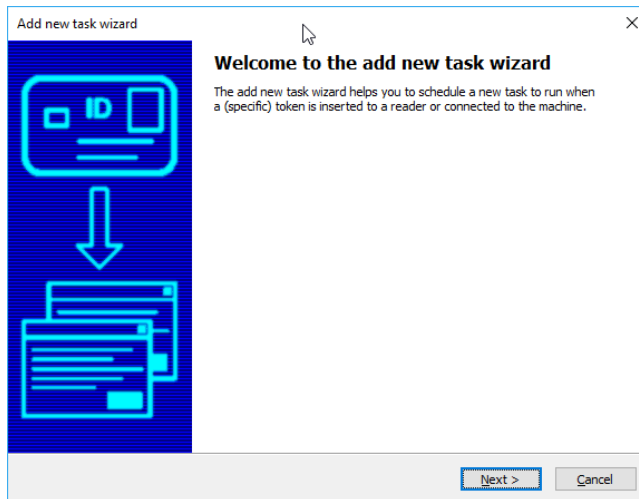 Add new task wizard
Welcome to the add new task wizard
The add new task wizard helps you to schedule a new task to run when
a (specific) token is inserted to a reader or connected to the machine.
ID
Next >
Cancel